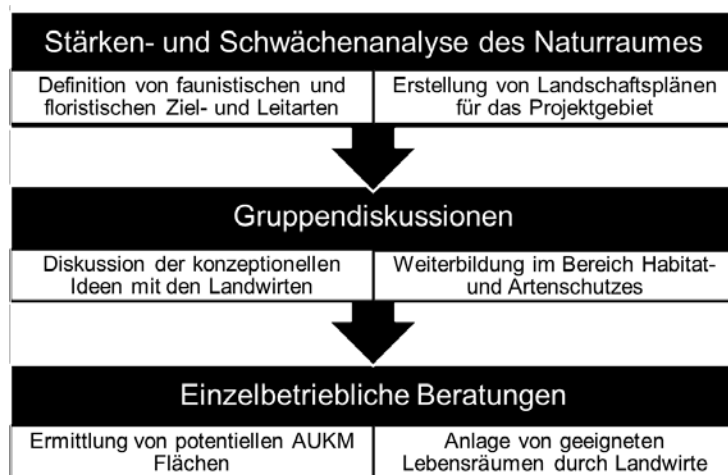 Stärken- und Schwächenanalyse des Naturraumes
Definition von faunistischen und
floristischen Ziel- und Leitarten
Erstellung von Landschaftsplänen
für das Projektgebiet
Gruppendiskussionen
Diskussion der konzeptionellen
Ideen mit den Landwirten
Weiterbildung im Bereich Habitat-
und Artenschutzes
Einzelbetriebliche Beratungen
Ermittlung von potentiellen AUKM
Flächen
Anlage von geeigneten
Lebensräumen durch Landwirte